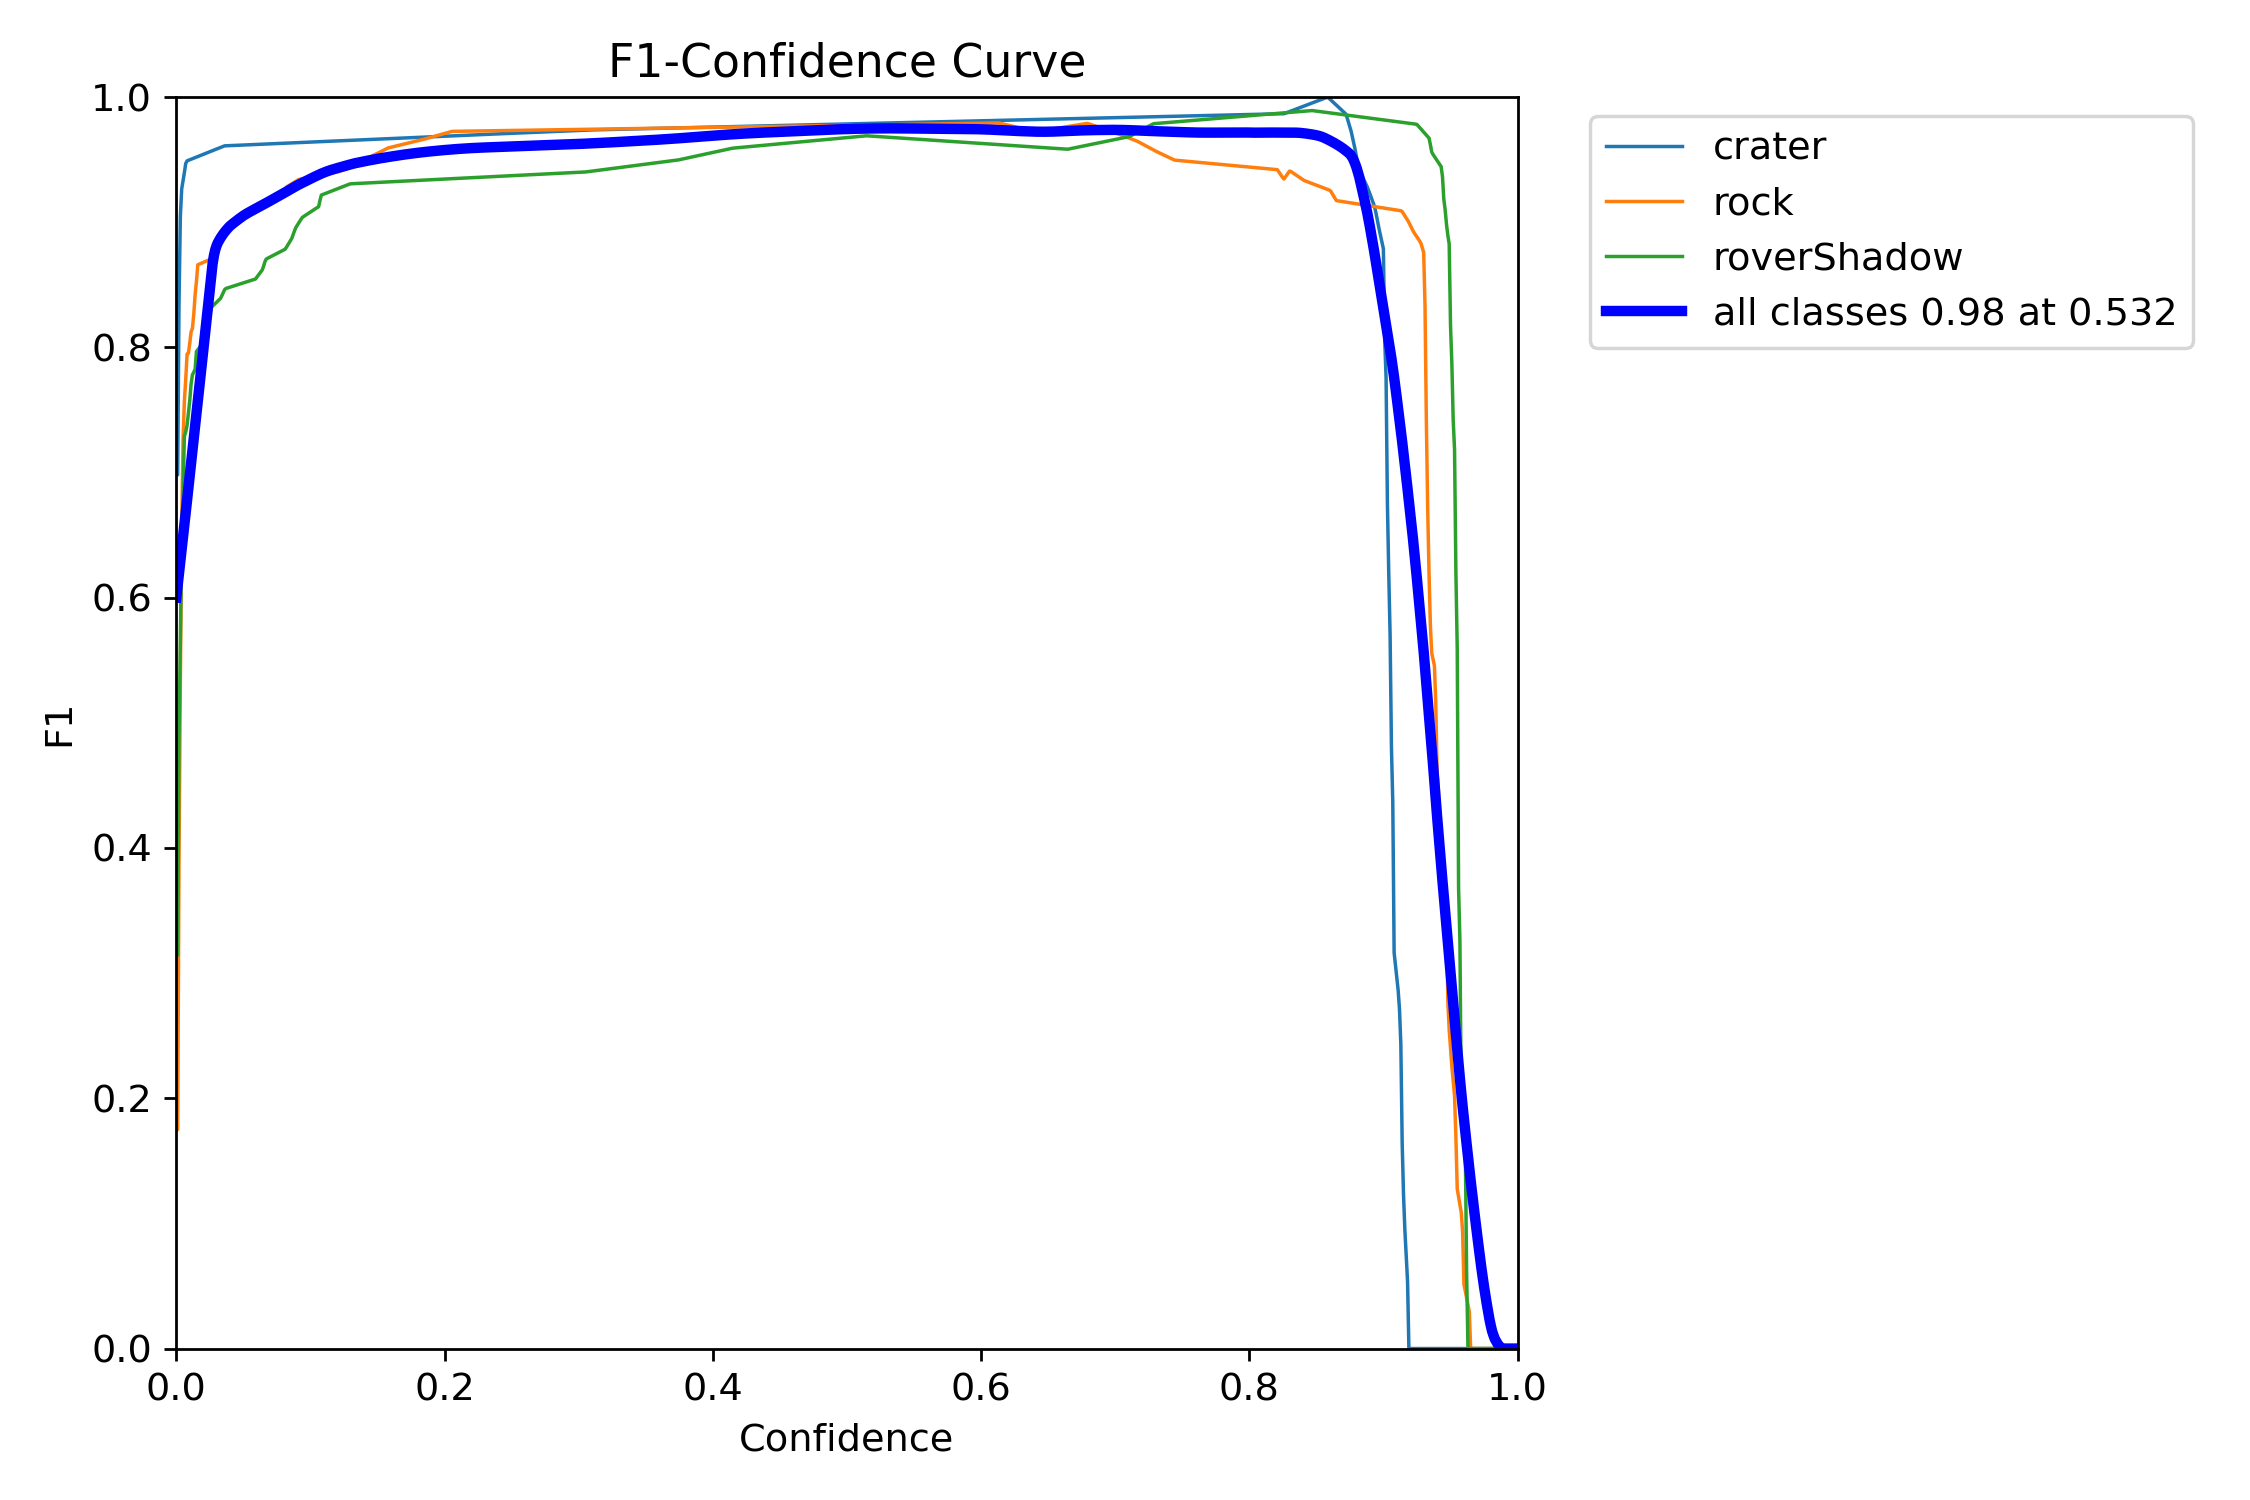 F1-Confidence Curve
1.0
0.8
0.6
0.4
0.2
0.0
F1
0.0 0.2 0.4 0.6 0.8 1.0
Confidence
crater
rock
roverShadow
all classes 0.98 at 0.532